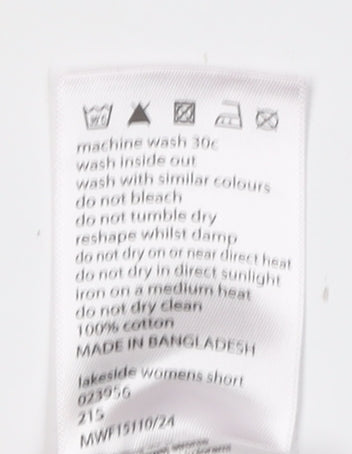 machine wash 30c
wash inside out
wash with similar colours
do not bleach
do not tumble dry
reshape whilst damp
do not dry on or near direct heat
do not dry in direct sunlight
iron on a medium heat
do not dry clean
100% cotton
MADE IN BANGLADESH
lakeside womens short
023956
215
MWF15110/24